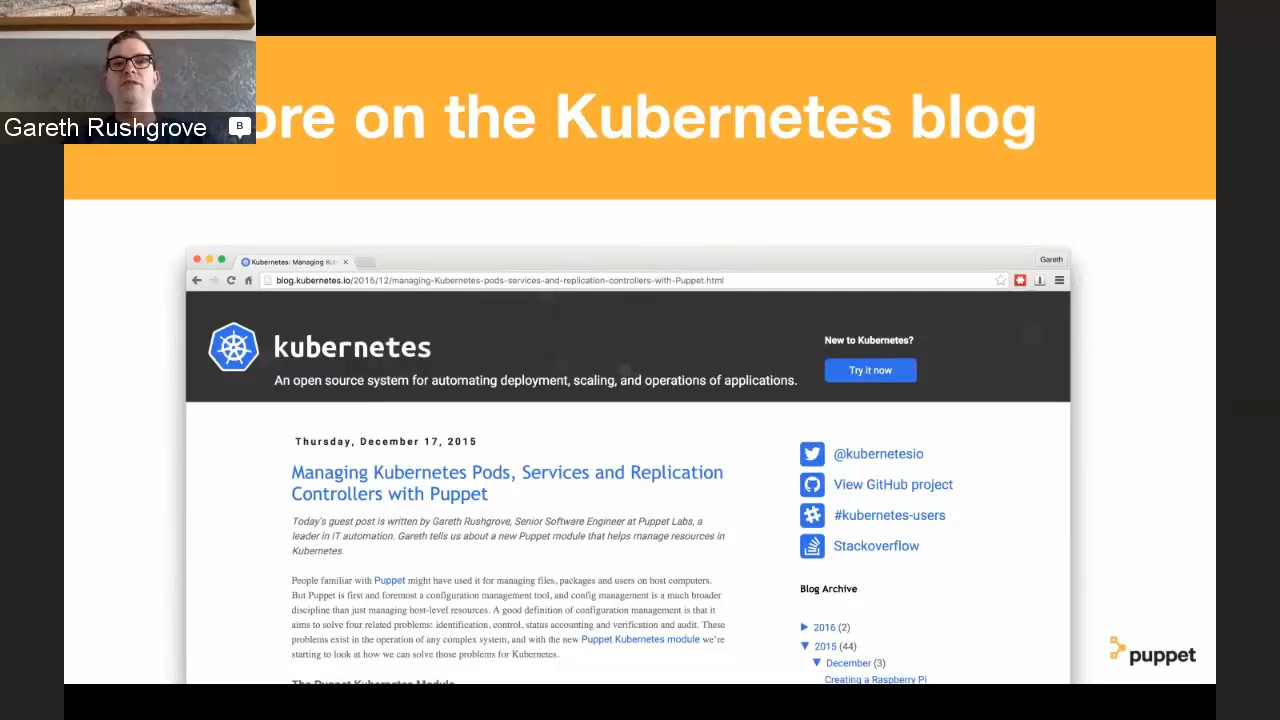 Gareth Rushgrove
B
ore on the Kubernetes blog
Kubernetes: Managing Kub
Gareth
blog.kubernetes.io/2015/12/managing-Kubernetes-pods-services-and-replication-controllers-with-Puppet.html
kubernetes
An open source system for automating deployment, scaling, and operations of applications.
New to Kubernetes?
Try it now
Thursday, December 17, 2015
Managing Kubernetes Pods, Services and Replication
Controllers with Puppet
Today's guest post is written by Gareth Rushgrove, Senior Software Engineer at Puppet Labs, a
leader in IT automation. Gareth tells us about a new Puppet module that helps manage resources in
Kubernetes.
People familiar with Puppet might have used it for managing files, packages and users on host computers.
But Puppet is first and foremost a configuration management tool, and config management is a much broader
discipline than just managing host-level resources. A good definition of configuration management is that it
aims to solve four related problems: identification, control, status accounting and verification and audit. These
problems exist in the operation of any complex system, and with the new Puppet Kubernetes module we're
starting to look at how we can solve those problems for Kubernetes.
The Puppet Kubernetes Module
@kubernetesio
View GitHub project
#kubernetes-users
Stackoverflow
Blog Archive
► 2016 (2)
▼ 2015 (44)
▼ December (3)
Creating a Raspberry Pi
puppet